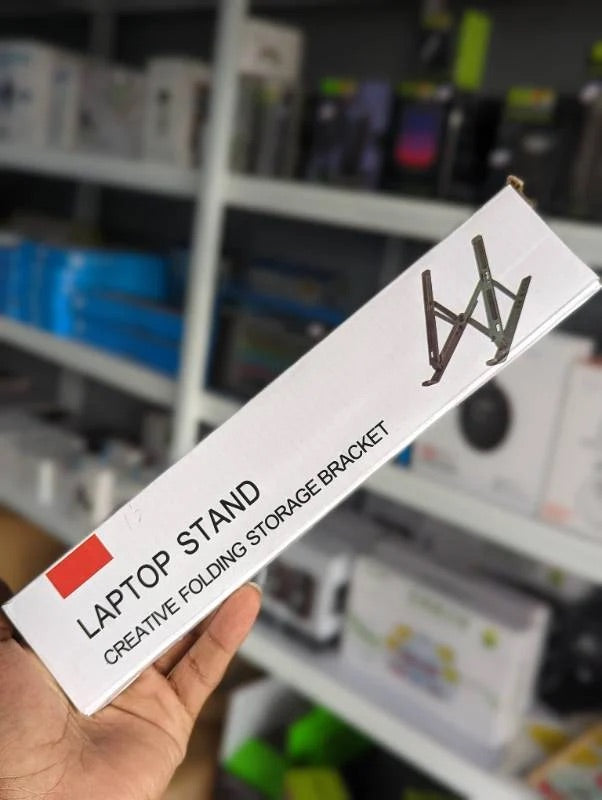 LAPTOP STAND
CREATIVE FOLDING STORAGE BRACKET